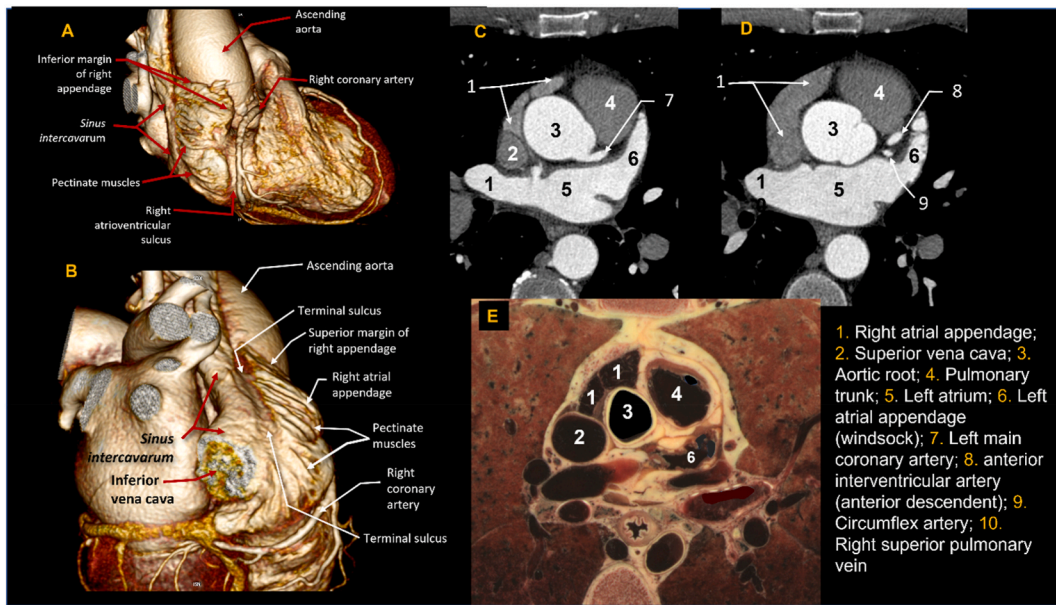 A
Ascending
aorta
Inferior margin
of right
appendage
Right coronary artery
Sinus
intercavarum
Pectinate muscles
Right
atrioventricular
sulcus
B
Ascending aorta
Terminal sulcus
Superior margin of
right appendage
Right atrial
appendage
Pectinate
muscles
Sinus
intercavarum
Inferior
vena cava
Right
coronary
artery
Terminal sulcus
C
1
4
7
3
2
6
1
5
D
1
4
8
3
6
1
5
9
E
1
1
4
3
2
6
1. Right atrial appendage;
2. Superior vena cava; 3.
Aortic root; 4. Pulmonary
trunk; 5. Left atrium; 6. Left
atrial appendage
(windsock); 7. Left main
coronary artery; 8. anterior
interventricular artery
(anterior descendent); 9.
Circumflex artery; 10.
Right superior pulmonary
vein